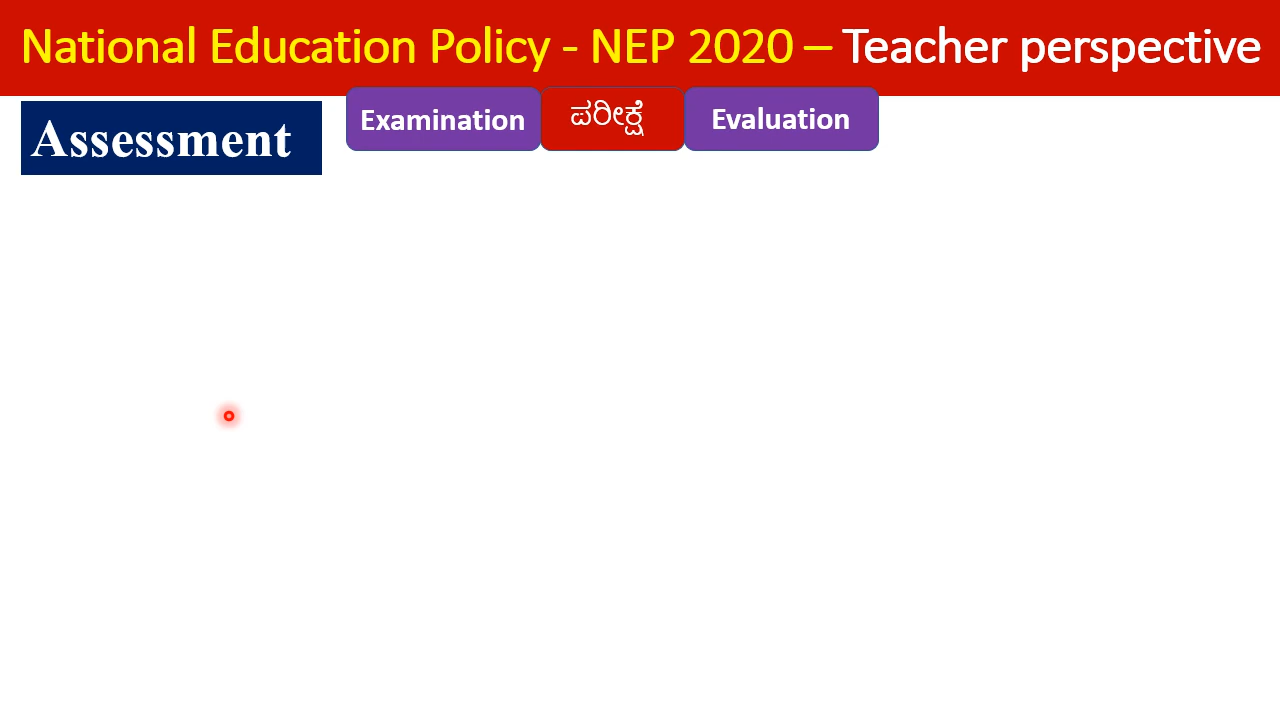 National Education Policy - NEP 2020 – Teacher perspective
Assessment
Examination
ಪರೀಕ್ಷೆ
Evaluation